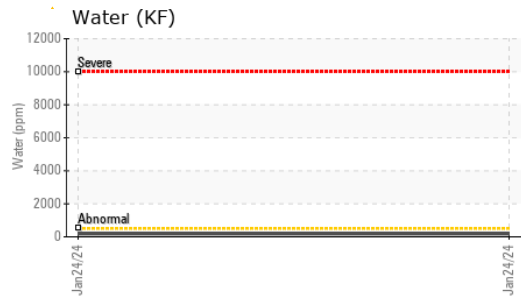 Water (KF)
12000
Severe
10000
8000
6000
4000
2000
Abnormal
0
Water (ppm)
Jan24/24
Jan24/24